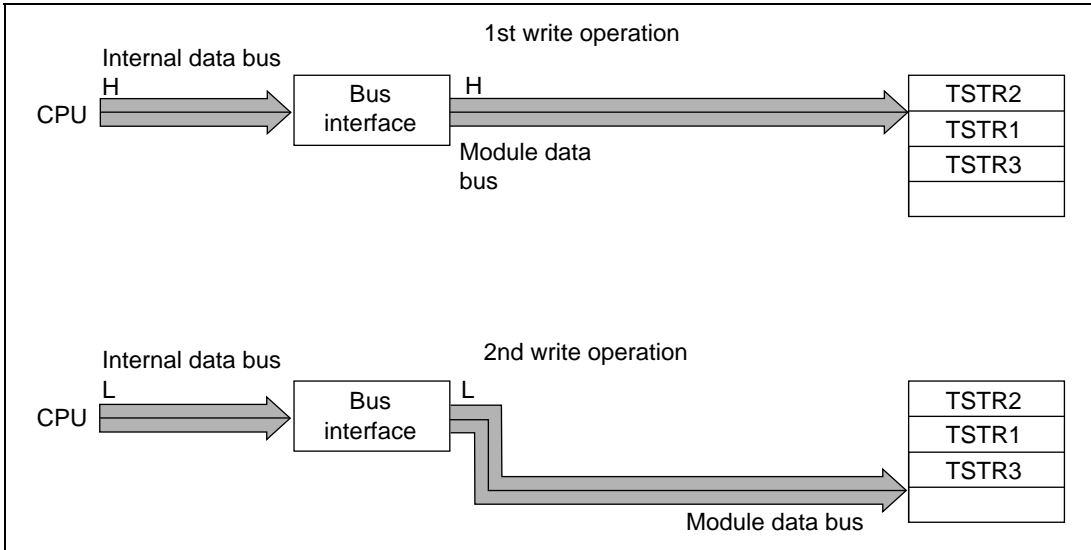 1st write operation
Internal data bus
H
CPU
Bus
interface
H
Module data
bus
TSTR2
TSTR1
TSTR3
2nd write operation
Internal data bus
L
CPU
Bus
interface
L
Module data bus
TSTR2
TSTR1
TSTR3